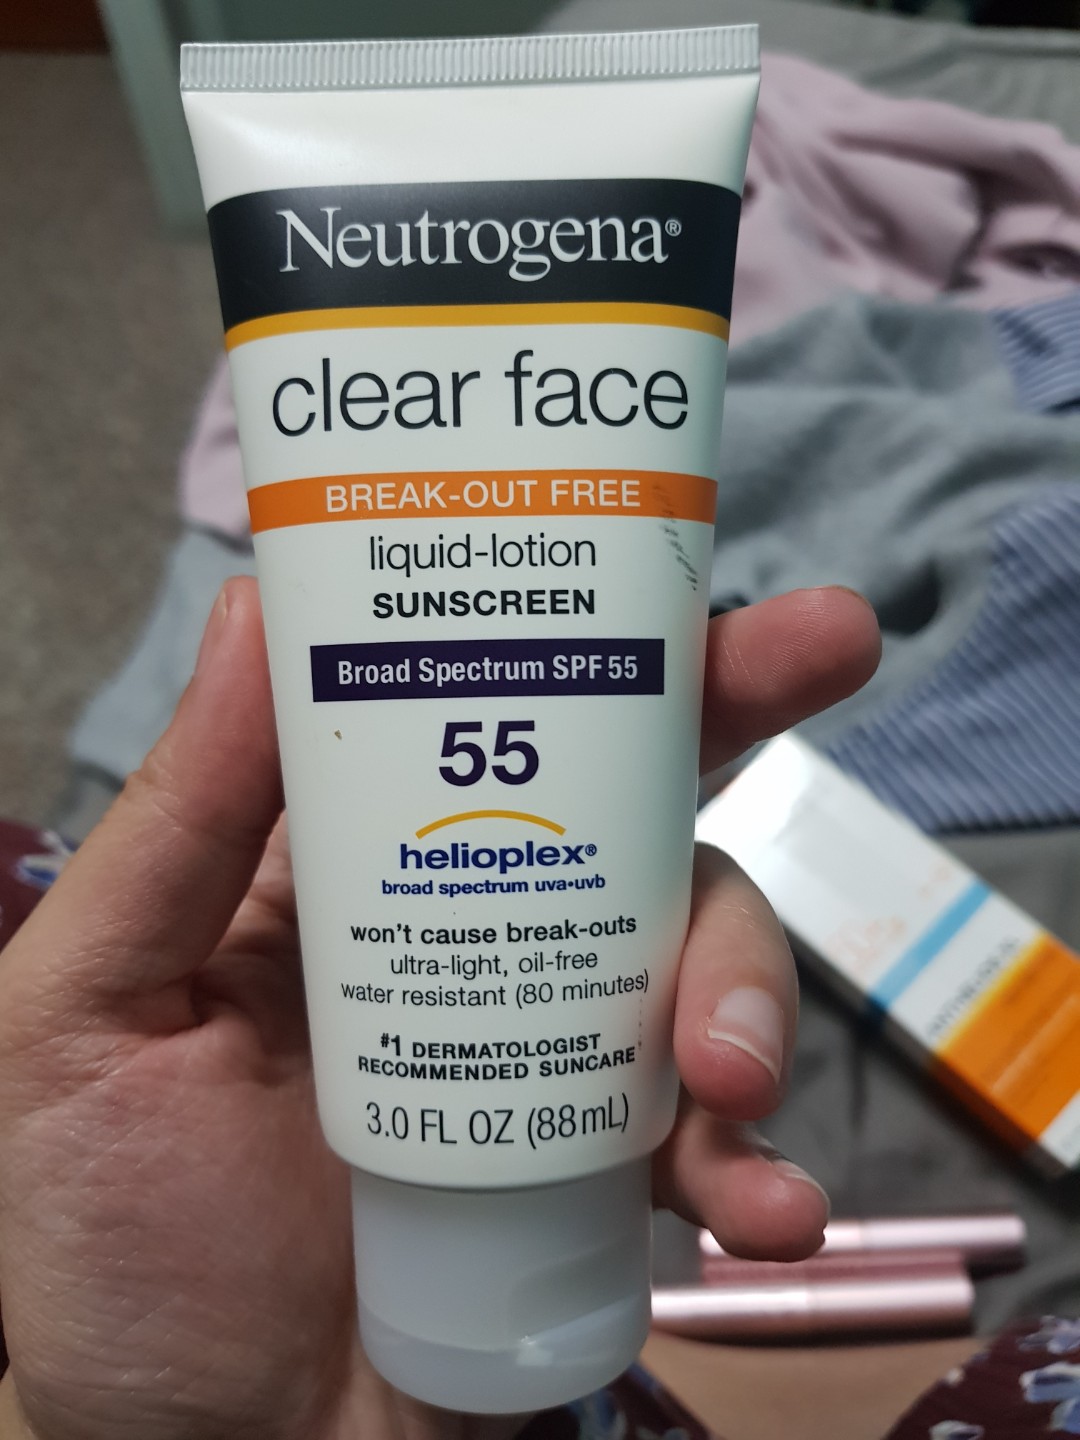 Neutrogena®
clear face
BREAK-OUT FREE
liquid-lotion
SUNSCREEN
Broad Spectrum SPF 55
55
helioplex®
broad spectrum uva•uvb
won't cause break-outs
ultra-light, oil-free
water resistant (80 minutes)
#1 DERMATOLOGIST
RECOMMENDED SUNCARE
3.0 FL OZ (88mL)